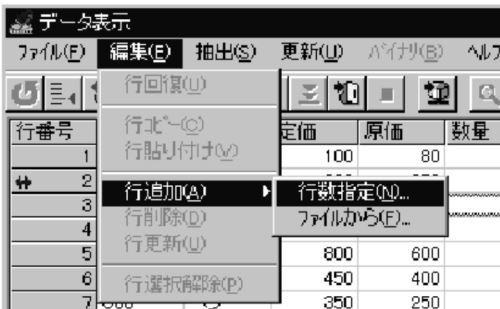 データ表示
ファイル(F) 編集(E) 抽出(S) 更新(U) バイナリ(B) ヘル
行回復(U)
行コピー(C)
行貼り付け(V)
行追加(A)
行削除(D)
行更新(U)
行選択解除(P)
行数指定(N)...
ファイルから(F)...
行番号 定価 原価 数量
1 100 80
2
3
4
5 800 600
6 450 400
7 350 250